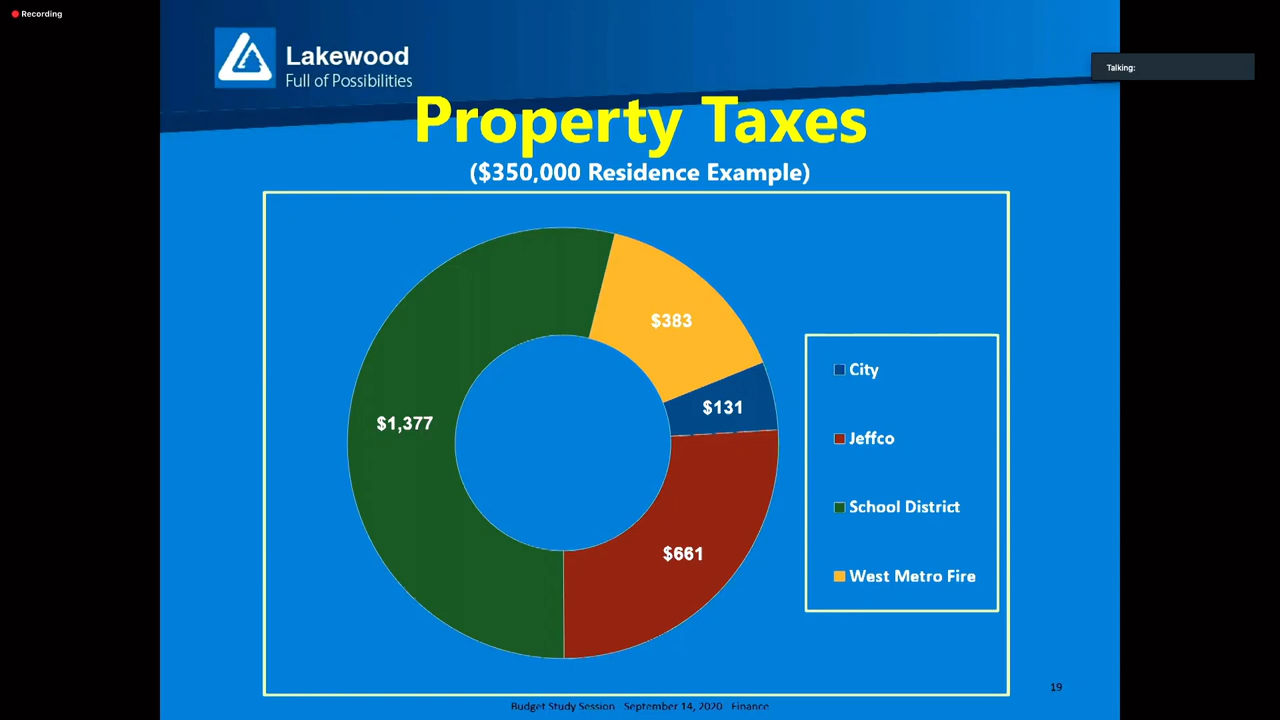 Recording
Lakewood
Full of Possibilities
Talking:
Property Taxes
($350,000 Residence Example)
$383
City
$131
$1,377
Jeffco
School District
$661
West Metro Fire
19
Budget Study Session September 14, 2020 Finance